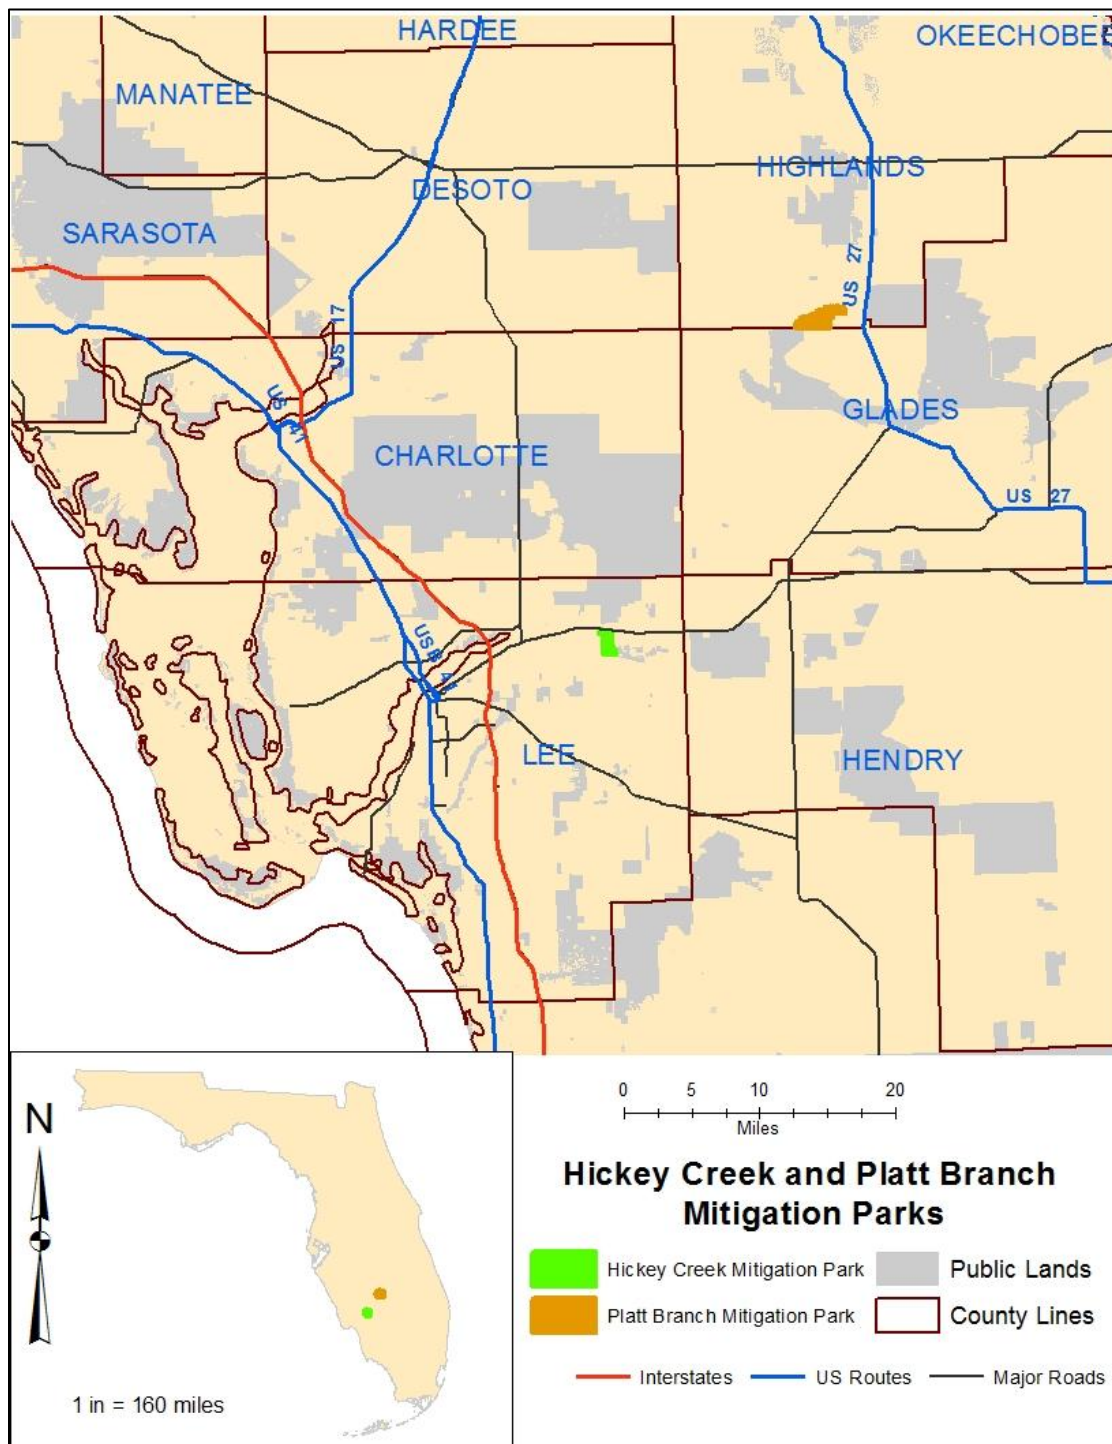 HARDEE
OKEECHOBEE
MANATEE
HIGHLANDS
DESOTO
SARASOTA
US 27
US 17
US 41
GLADES
CHARLOTTE
US 27
US 41
LEE
HENDRY
N
1 in = 160 miles
0 5 10 20
Miles
Hickey Creek and Platt Branch
Mitigation Parks
Hickey Creek Mitigation Park
Public Lands
Platt Branch Mitigation Park
County Lines
Interstates
US Routes
Major Roads